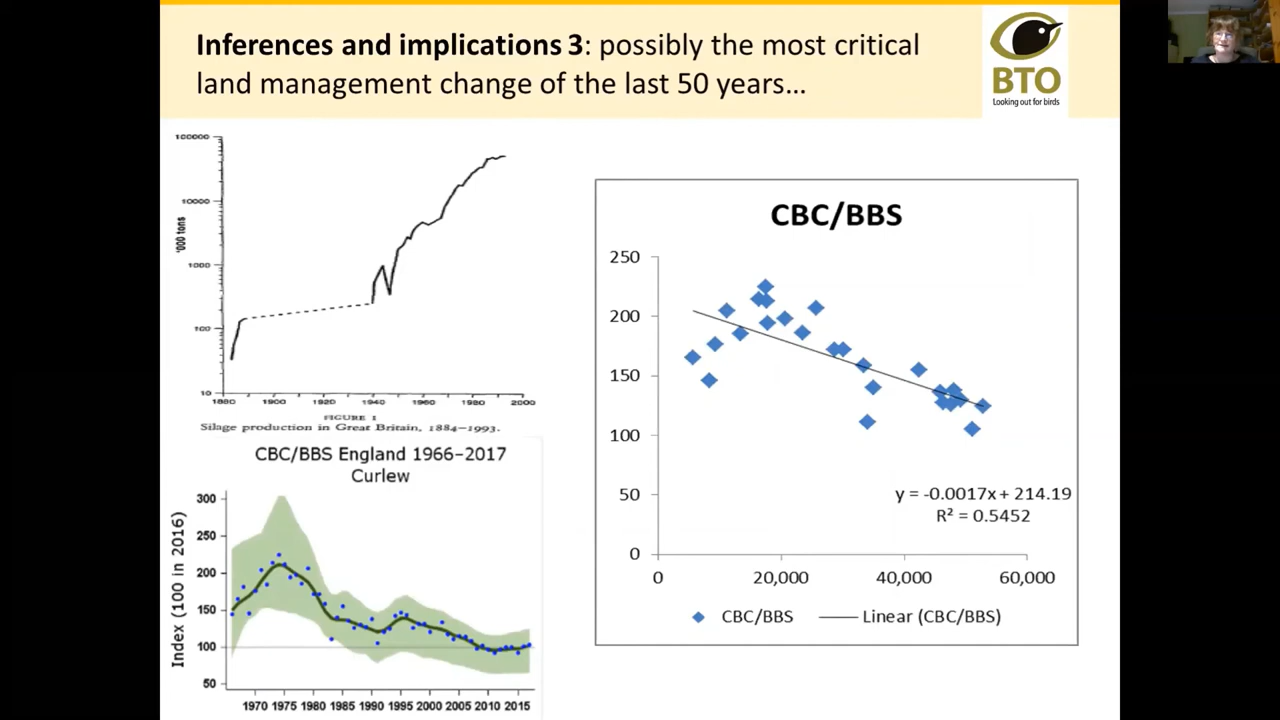 Inferences and implications 3: possibly the most critical
land management change of the last 50 years…
BTO
Looking out for birds
100000
10000
1000
100
10
'000 tons
1880
1900
1920
1940
1960
1980
2000
FIGURE 1
Silage production in Great Britain, 1884–1993.
CBC/BBS England 1966–2017
Curlew
Index (100 in 2016)
300
250
200
150
100
50
1970 1975 1980 1985 1990 1995 2000 2005 2010 2015
CBC/BBS
250
200
150
100
50
0
y = -0.0017x + 214.19
R² = 0.5452
0 20,000 40,000 60,000
CBC/BBS Linear (CBC/BBS)